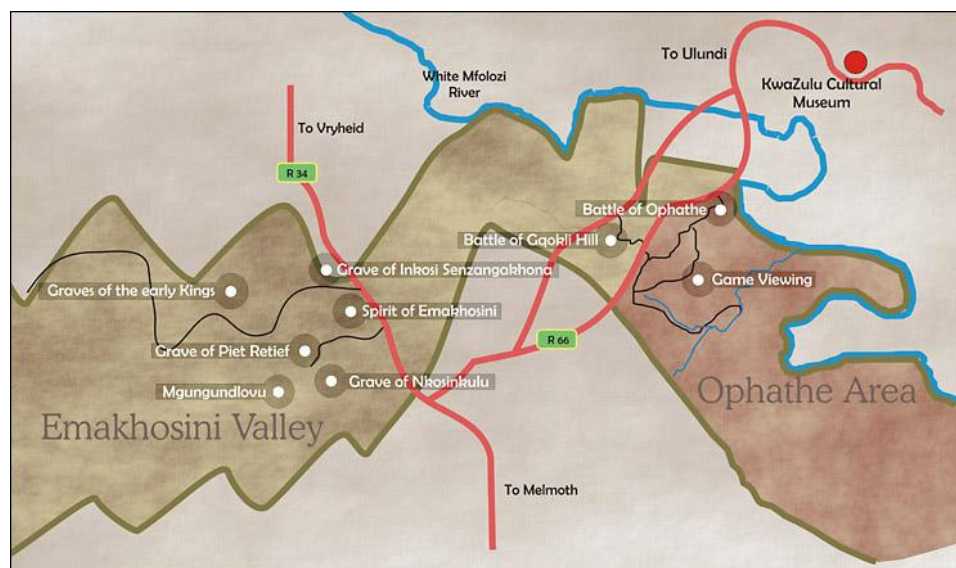 To Ulundi
White Mfolozi
River
KwaZulu Cultural
Museum
To Vryheid
R 34
Battle of Ophathe
Battle of Gqokli Hill
Grave of Inkosi Senzangakhona
Game Viewing
Graves of the early Kings
Spirit of Emakhosini
R 66
Grave of Piet Retief
Grave of Nkosinkulu
Mgungundlovu
Ophathe Area
Emakhosini Valley
To Melmoth